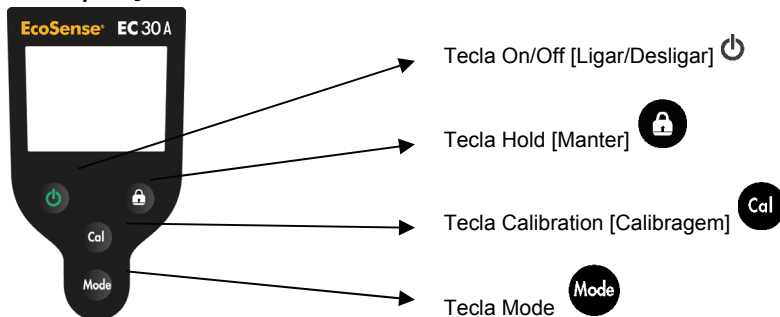 EcoSense® EC30A
Tecla On/Off [Ligar/Desligar]
Tecla Hold [Manter]
Cal
Tecla Calibration [Calibragem] Cal
Mode
Tecla Mode Mode